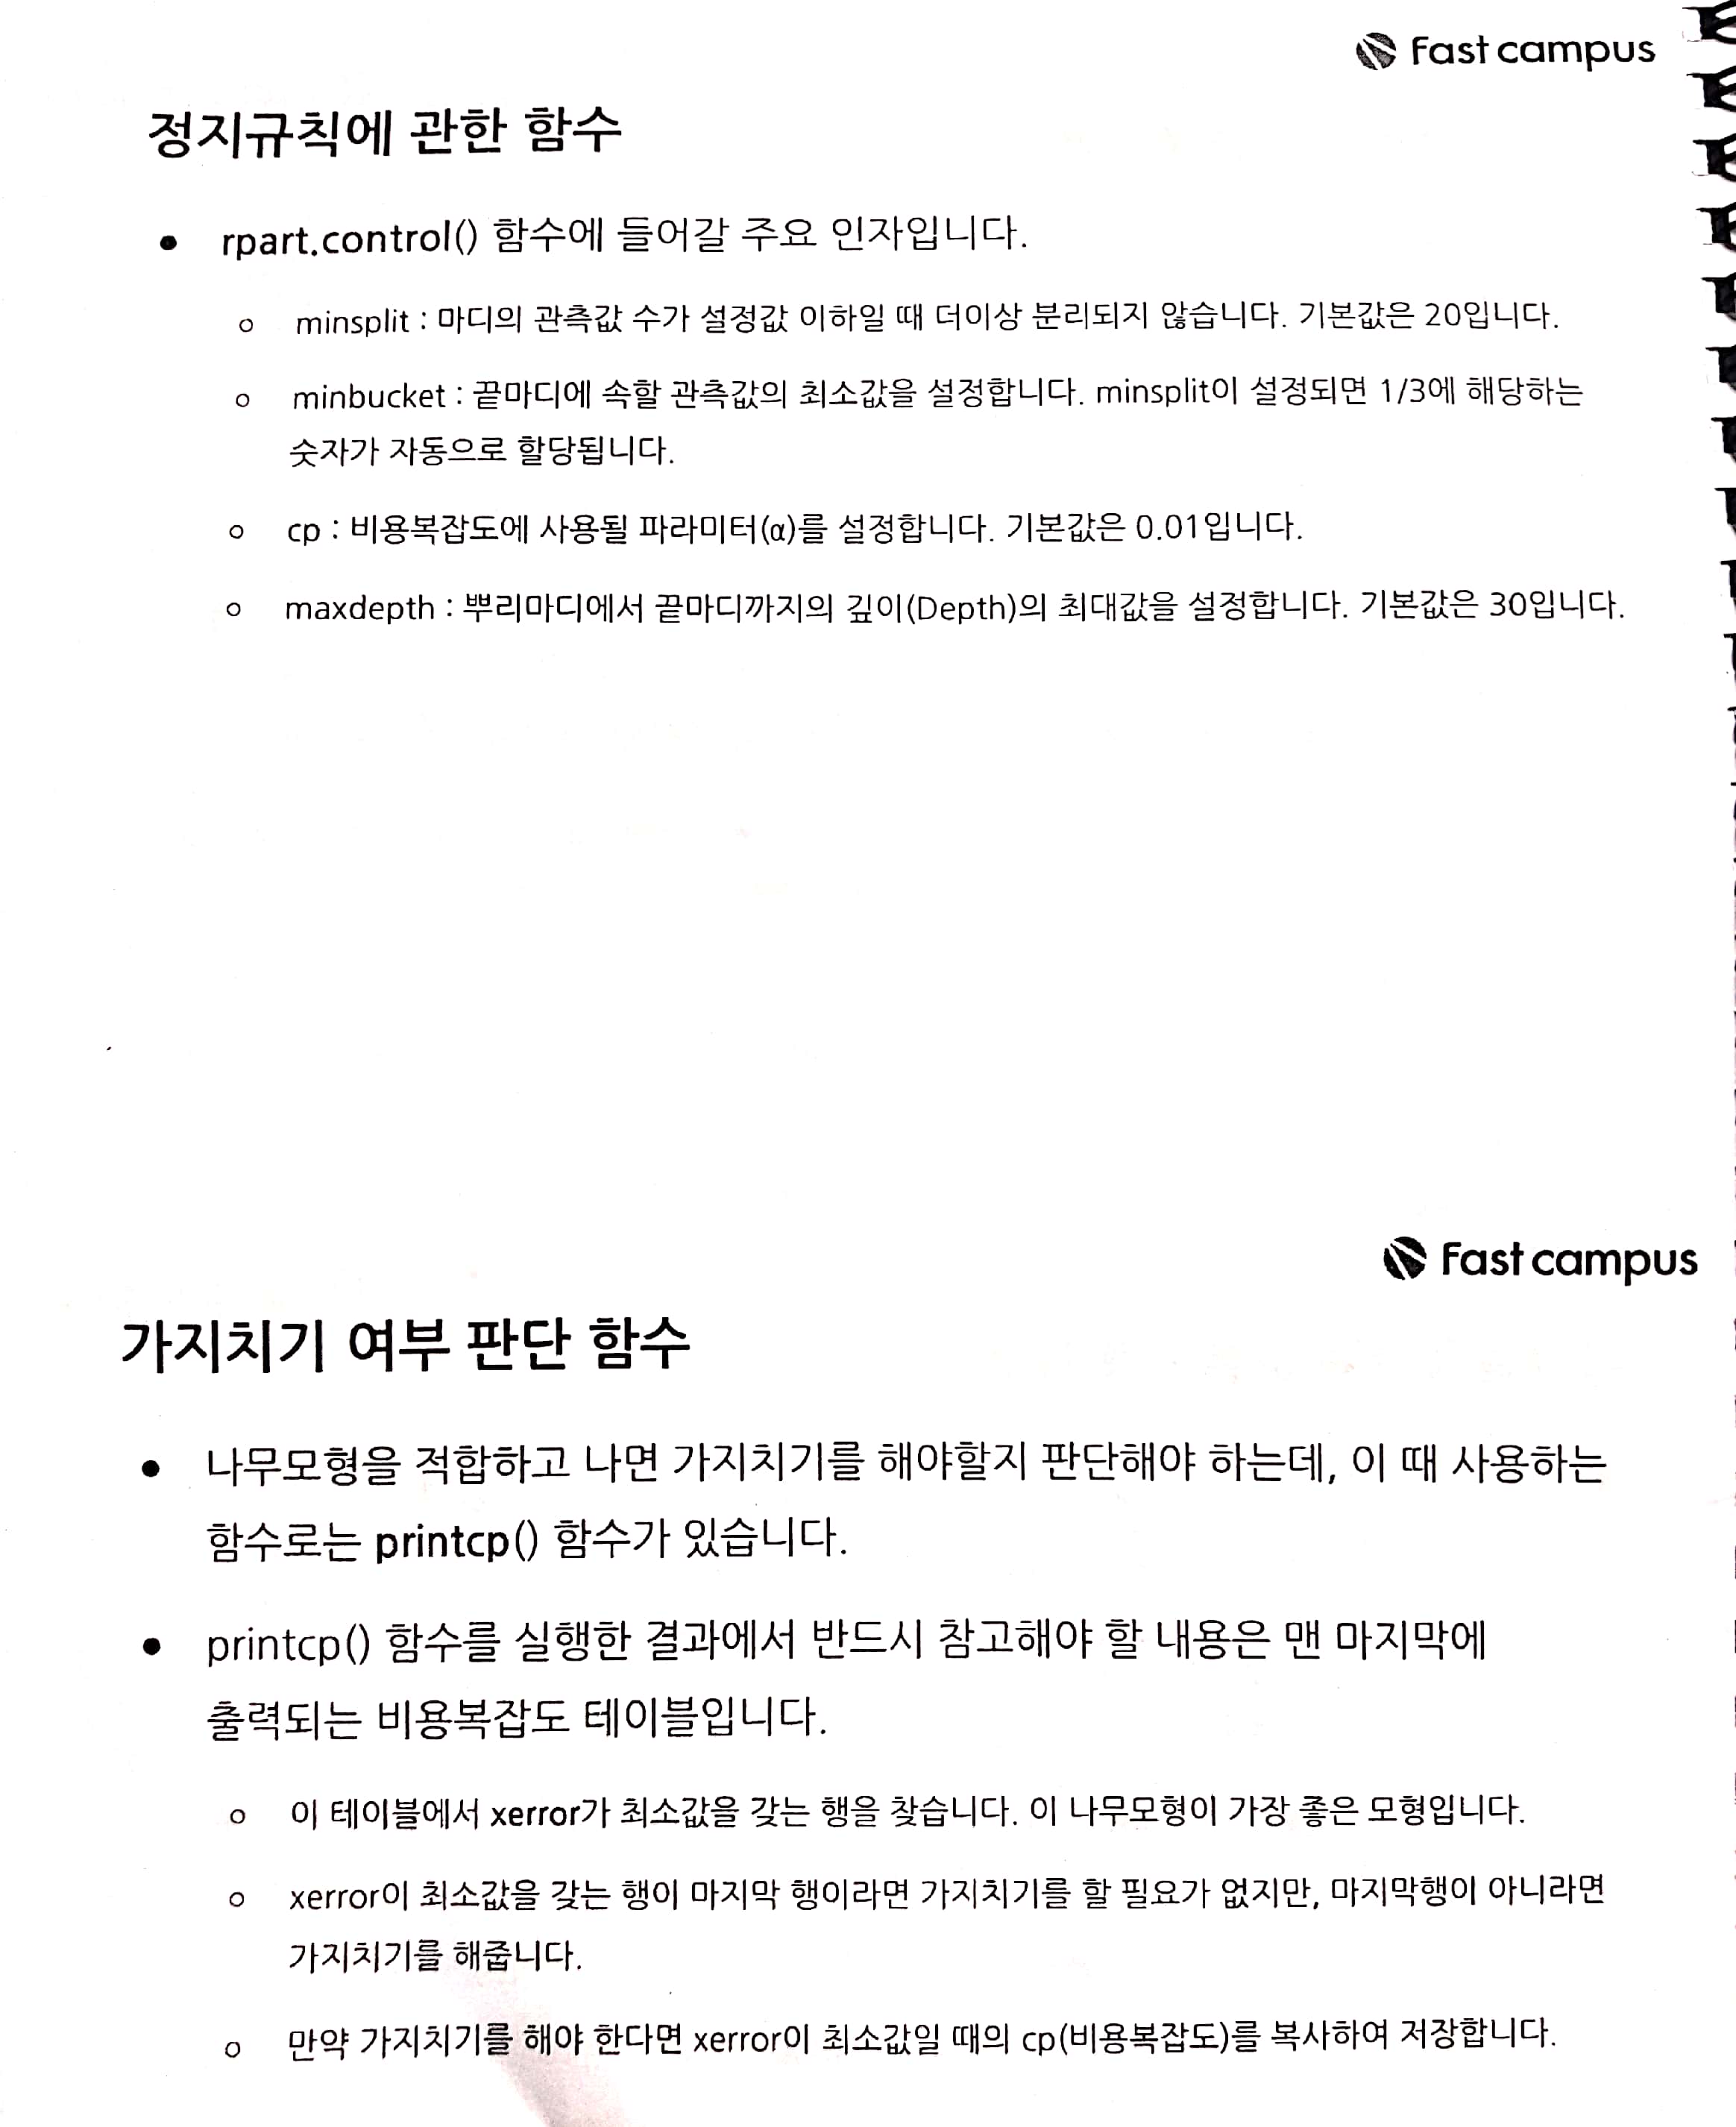 Fast campus
정지규칙에 관한 함수
● rpart.control() 함수에 들어갈 주요 인자입니다.
○ minsplit : 마디의 관측값 수가 설정값 이하일 때 더이상 분리되지 않습니다. 기본값은 20입니다.
○ minbucket : 끝마디에 속할 관측값의 최소값을 설정합니다. minsplit이 설정되면 1/3에 해당하는
숫자가 자동으로 할당됩니다.
○ cp : 비용복잡도에 사용될 파라미터(α)를 설정합니다. 기본값은 0.01입니다.
○ maxdepth : 뿌리마디에서 끝마디까지의 깊이(Depth)의 최대값을 설정합니다. 기본값은 30입니다.
Fast campus
가지치기 여부 판단 함수
● 나무모형을 적합하고 나면 가지치기를 해야할지 판단해야 하는데, 이 때 사용하는
함수로는 printcp() 함수가 있습니다.
● printcp() 함수를 실행한 결과에서 반드시 참고해야 할 내용은 맨 마지막에
출력되는 비용복잡도 테이블입니다.
○ 이 테이블에서 xerror가 최소값을 갖는 행을 찾습니다. 이 나무모형이 가장 좋은 모형입니다.
○ xerror이 최소값을 갖는 행이 마지막 행이라면 가지치기를 할 필요가 없지만, 마지막행이 아니라면
가지치기를 해줍니다.
○ 만약 가지치기를 해야 한다면 xerror이 최소값일 때의 cp(비용복잡도)를 복사하여 저장합니다.